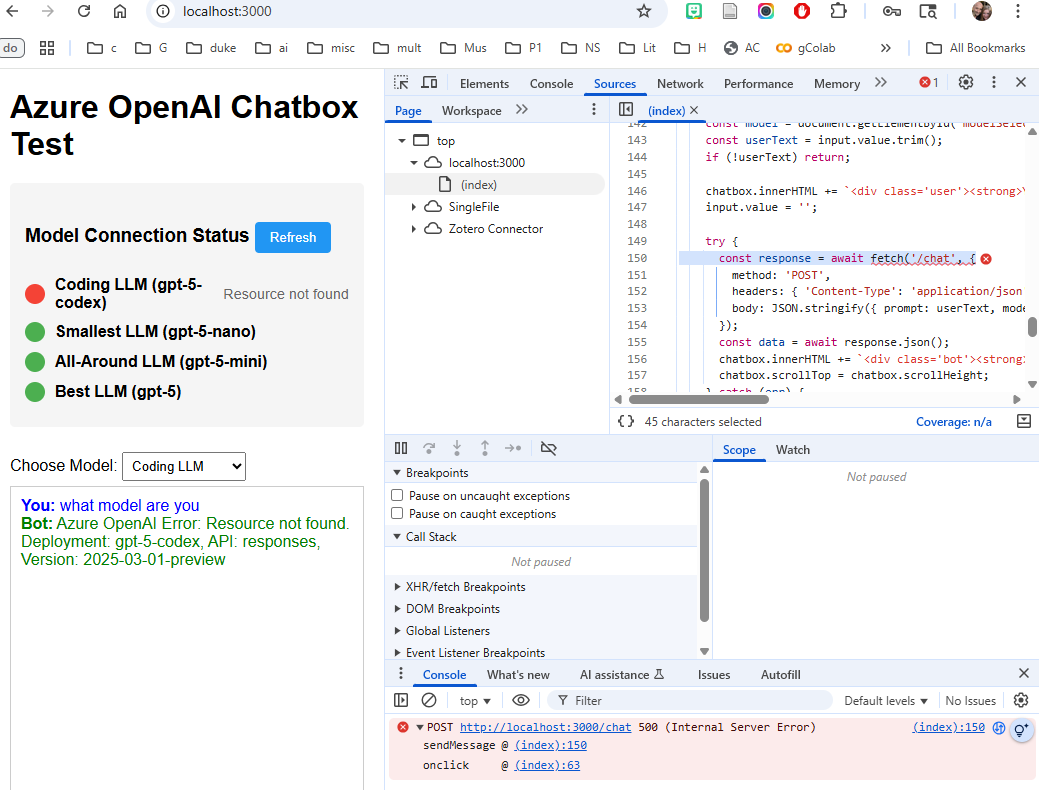 localhost:3000
do
c
G
duke
ai
misc
mult
Mus
P1
NS
Lit
H
AC
gColab
»
All Bookmarks
Azure OpenAI Chatbox
Test
Model Connection Status
Refresh
Coding LLM (gpt-5-
codex)
Resource not found
Smallest LLM (gpt-5-nano)
All-Around LLM (gpt-5-mini)
Best LLM (gpt-5)
Choose Model:
Coding LLM
You: what model are you
Bot: Azure OpenAI Error: Resource not found.
Deployment: gpt-5-codex, API: responses,
Version: 2025-03-01-preview
Elements
Console
Sources
Network
Performance
Memory
»
1
Page
Workspace
»
top
localhost:3000
(index)
SingleFile
Zotero Connector
(index)
142 const model = document.getElementById('modelSele
143 const userText = input.value.trim();
144 if (!userText) return;
145
146 chatbox.innerHTML += `<div class='user'><strong>\
147 input.value = '';
148
149 try {
150 const response = await fetch('/chat', {
151 method: 'POST',
152 headers: { 'Content-Type': 'application/json
153 body: JSON.stringify({ prompt: userText, mode
154 });
155 const data = await response.json();
156 chatbox.innerHTML += `<div class='bot'><strong>
157 chatbox.scrollTop = chatbox.scrollHeight;
158 } catch (err) {
{ } 45 characters selected
Coverage: n/a
Breakpoints
Pause on uncaught exceptions
Pause on caught exceptions
Call Stack
Not paused
XHR/fetch Breakpoints
DOM Breakpoints
Global Listeners
Event Listener Breakpoints
Scope
Watch
Not paused
Console
What's new
AI assistance
Issues
Autofill
top
Filter
Default levels
No Issues
POST http://localhost:3000/chat 500 (Internal Server Error)
(index):150
sendMessage @ (index):150
onclick @ (index):63